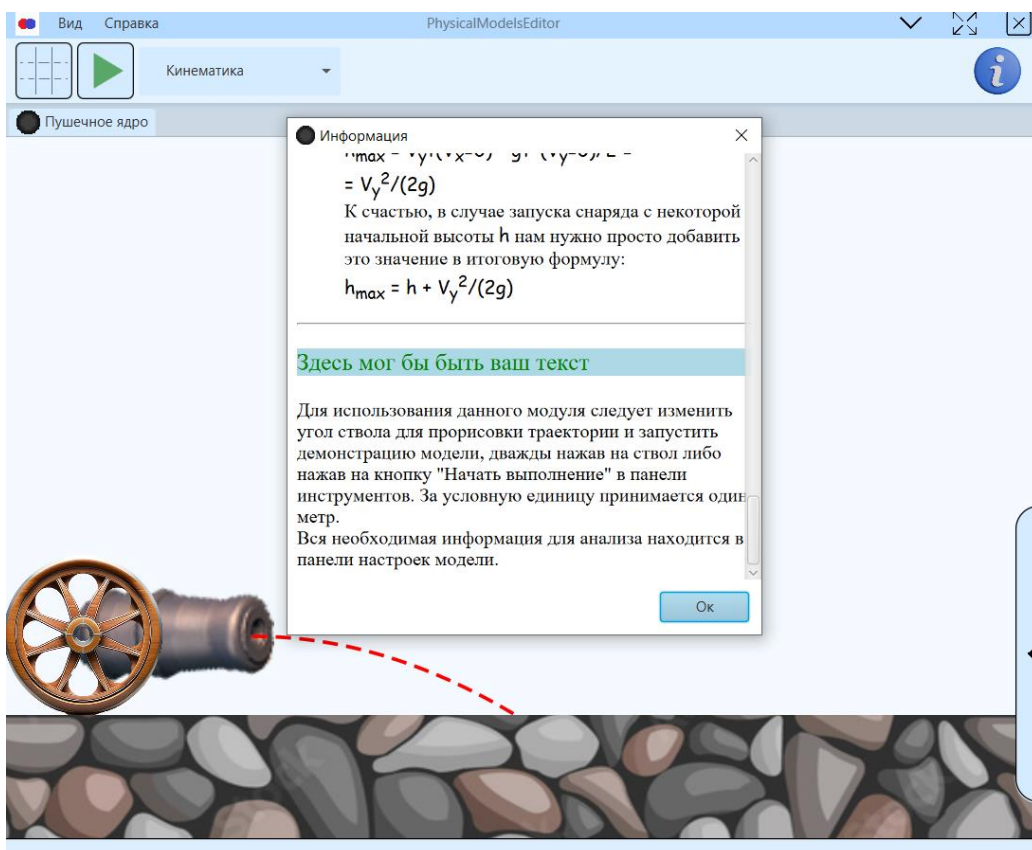 Вид Справка PhysicalModelsEditor
Кинематика
Пушечное ядро
Информация
= Vy²/(2g)
К счастью, в случае запуска снаряда с некоторой
начальной высоты h нам нужно просто добавить
это значение в итоговую формулу:
hmax = h + Vy²/(2g)
Здесь мог бы быть ваш текст
Для использования данного модуля следует изменить
угол ствола для прорисовки траектории и запустить
демонстрацию модели, дважды нажав на ствол либо
нажав на кнопку "Начать выполнение" в панели
инструментов. За условную единицу принимается один
метр.
Вся необходимая информация для анализа находится в
панели настроек модели.
Ок